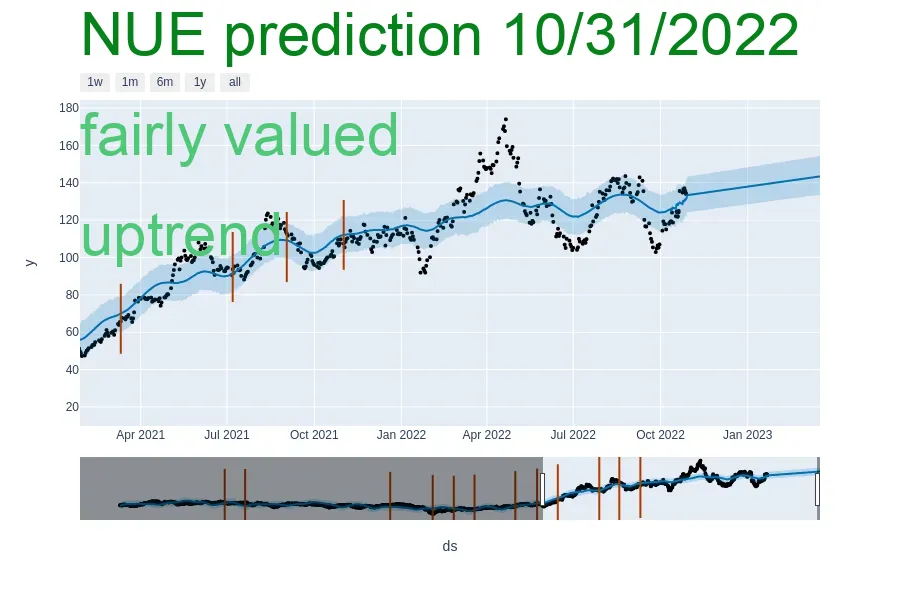 NUE prediction 10/31/2022
1w 1m 6m 1y all
180
fairly valued
160
140
120
uptrend
100
y
80
60
40
20
Apr 2021 Jul 2021 Oct 2021 Jan 2022 Apr 2022 Jul 2022 Oct 2022 Jan 2023
ds